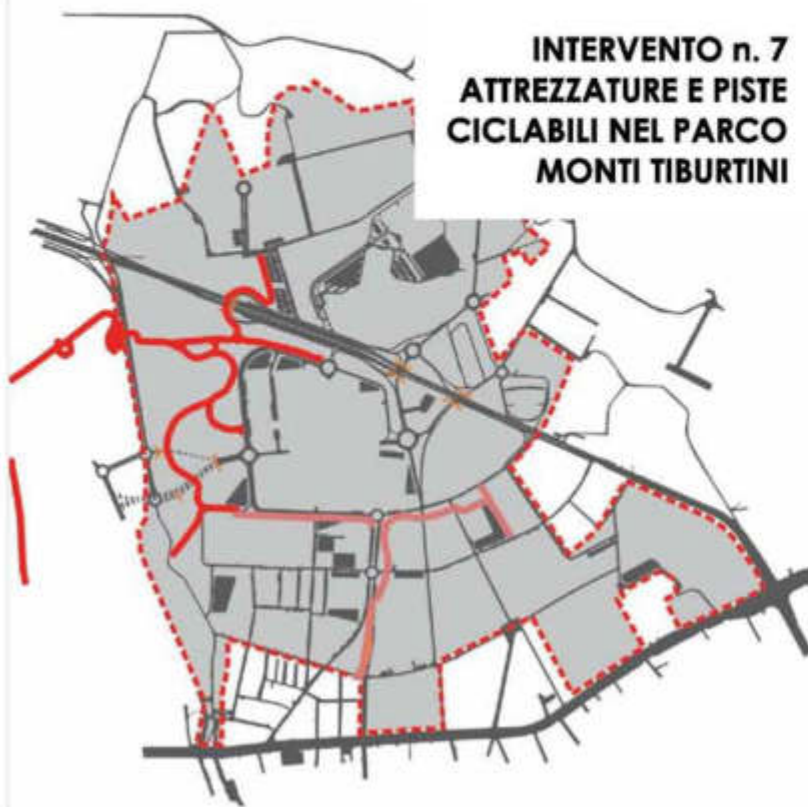 INTERVENTO n. 7
ATTREZZATURE E PISTE
CICLABILI NEL PARCO
MONTI TIBURTINI